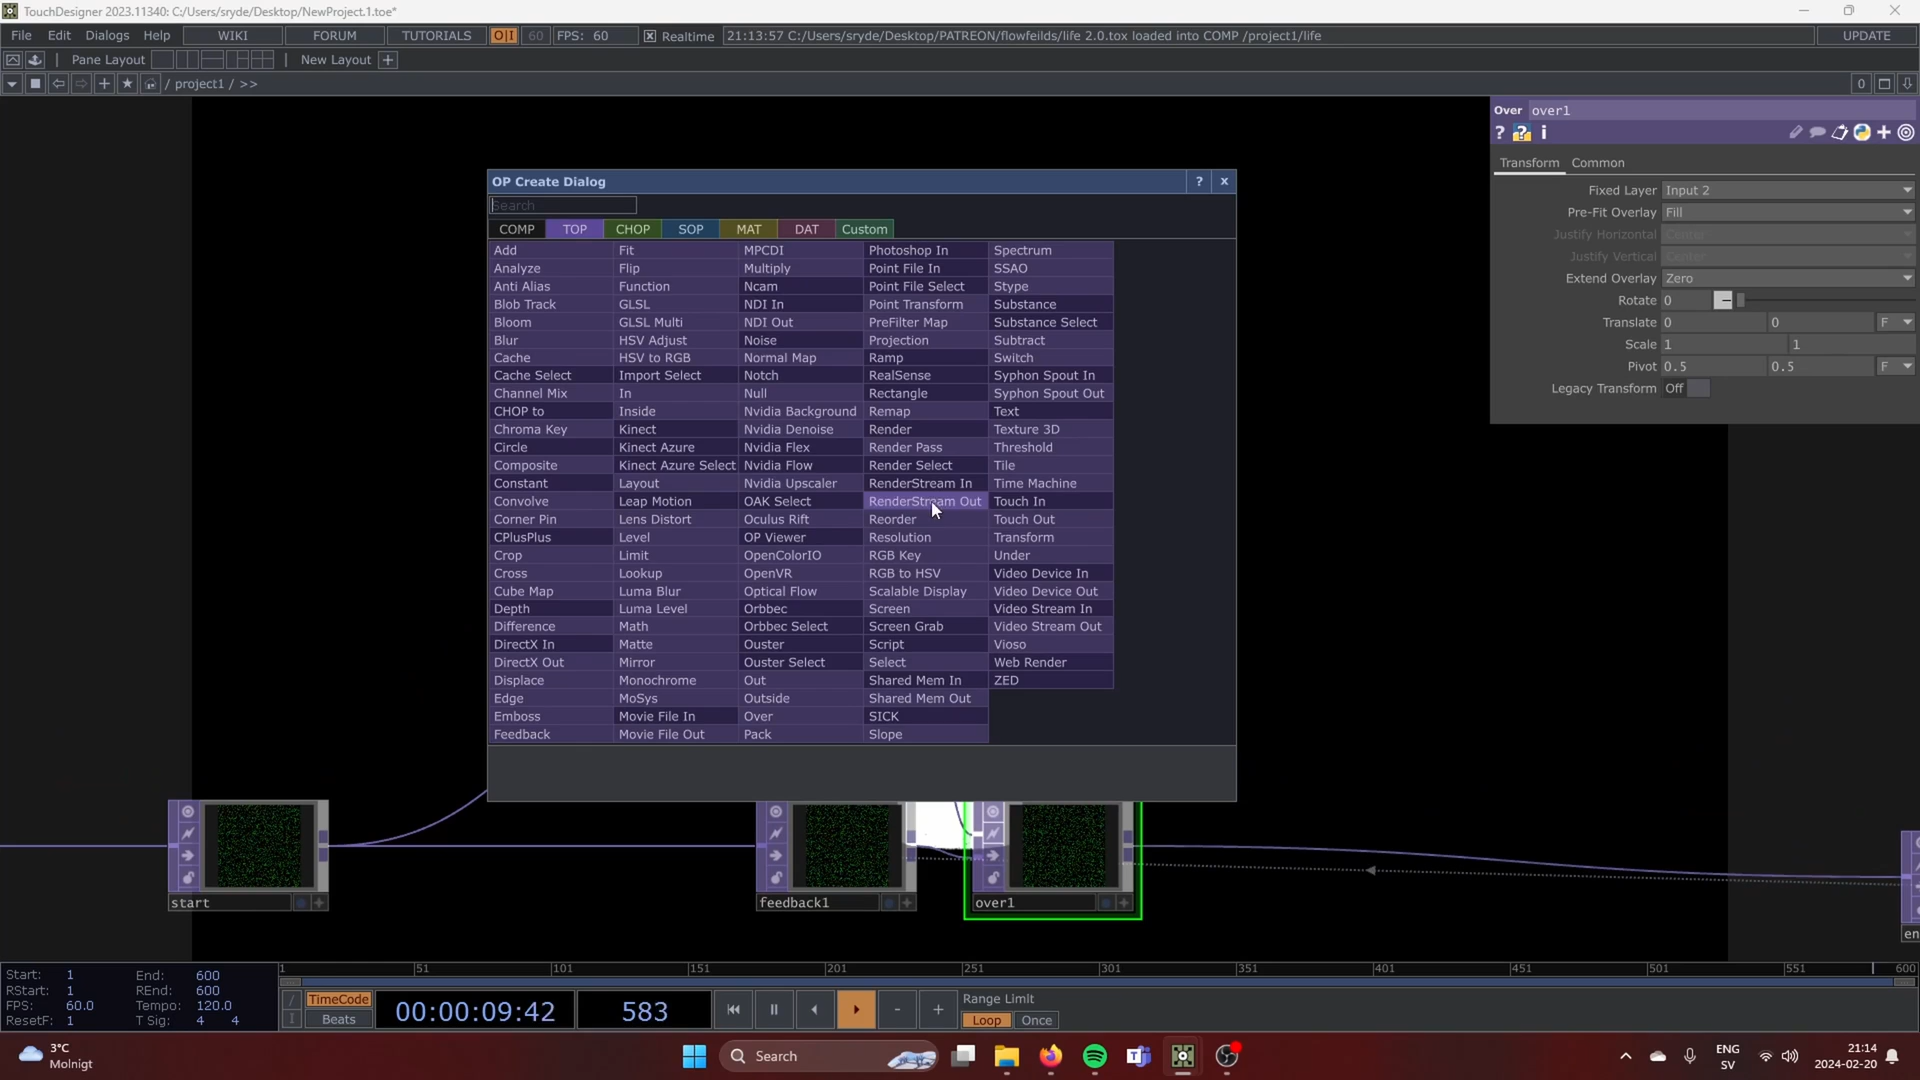 TouchDesigner 2023.11340: C:/Users/sryde/Desktop/NewProject.1.toe*
File Edit Dialogs Help WIKI FORUM TUTORIALS O|I 60 FPS: 60 Realtime 21:13:57 C:/Users/sryde/Desktop/PATREON/flowfeilds/life 2.0.tox loaded into COMP /project1/life UPDATE
Pane Layout New Layout +
/ project1 / >> 0
Over over1
? ? i
Transform Common
Fixed Layer Input 2
Pre-Fit Overlay Fill
Justify Horizontal Center
Justify Vertical Center
Extend Overlay Zero
Rotate 0
Translate 0 0 F
Scale 1 1
Pivot 0.5 0.5 F
Legacy Transform Off
OP Create Dialog ? x
Search
COMP TOP CHOP SOP MAT DAT Custom
Add Fit MPCDI Photoshop In Spectrum
Analyze Flip Multiply Point File In SSAO
Anti Alias Function Ncam Point File Select Stype
Blob Track GLSL NDI In Point Transform Substance
Bloom GLSL Multi NDI Out PreFilter Map Substance Select
Blur HSV Adjust Noise Projection Subtract
Cache HSV to RGB Normal Map Ramp Switch
Cache Select Import Select Notch RealSense Syphon Spout In
Channel Mix In Null Rectangle Syphon Spout Out
CHOP to Inside Nvidia Background Remap Text
Chroma Key Kinect Nvidia Denoise Render Texture 3D
Circle Kinect Azure Nvidia Flex Render Pass Threshold
Composite Kinect Azure Select Nvidia Flow Render Select Tile
Constant Layout Nvidia Upscaler RenderStream In Time Machine
Convolve Leap Motion OAK Select RenderStream Out Touch In
Corner Pin Lens Distort Oculus Rift Reorder Touch Out
CPlusPlus Level OP Viewer Resolution Transform
Crop Limit OpenColorIO RGB Key Under
Cross Lookup OpenVR RGB to HSV Video Device In
Cube Map Luma Blur Optical Flow Scalable Display Video Device Out
Depth Luma Level Orbbec Screen Video Stream In
Difference Math Orbbec Select Screen Grab Video Stream Out
DirectX In Matte Ouster Script Vioso
DirectX Out Mirror Ouster Select Select Web Render
Displace Monochrome Out Shared Mem In ZED
Edge MoSys Outside Shared Mem Out
Emboss Movie File In Over SICK
Feedback Movie File Out Pack Slope
start feedback1 over1
en
Start: 1 End: 600
RStart: 1 REnd: 600
FPS: 60.0 Tempo: 120.0
ResetF: 1 T Sig: 4 4
1 51 101 151 201 251 301 351 401 451 501 551 600
TimeCode
Beats
00:00:09:42 583
- +
Range Limit
Loop Once
3°C
Molnigt
Search
ENG
SV
21:14
2024-02-20